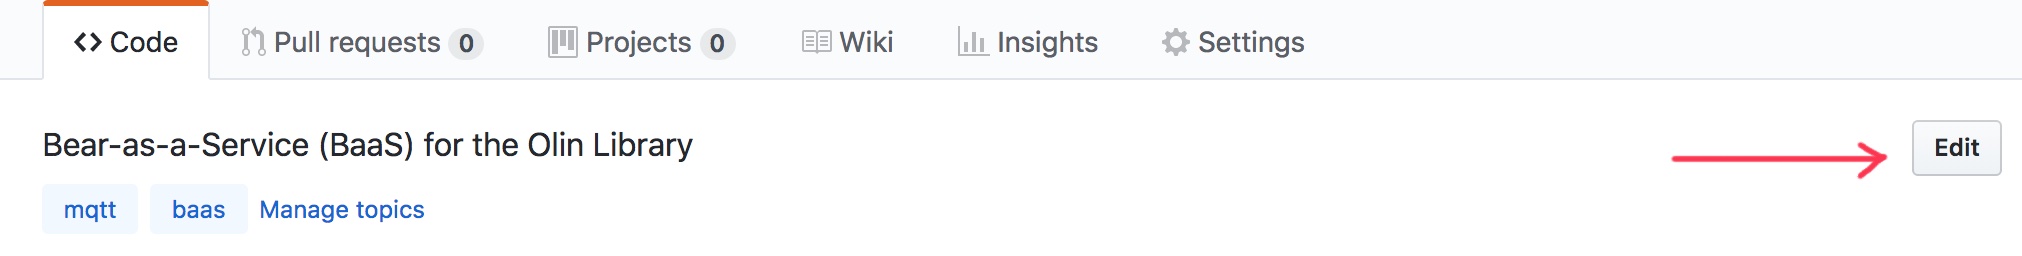 Code Pull requests 0 Projects 0 Wiki Insights Settings
Bear-as-a-Service (BaaS) for the Olin Library Edit
mqtt baas Manage topics